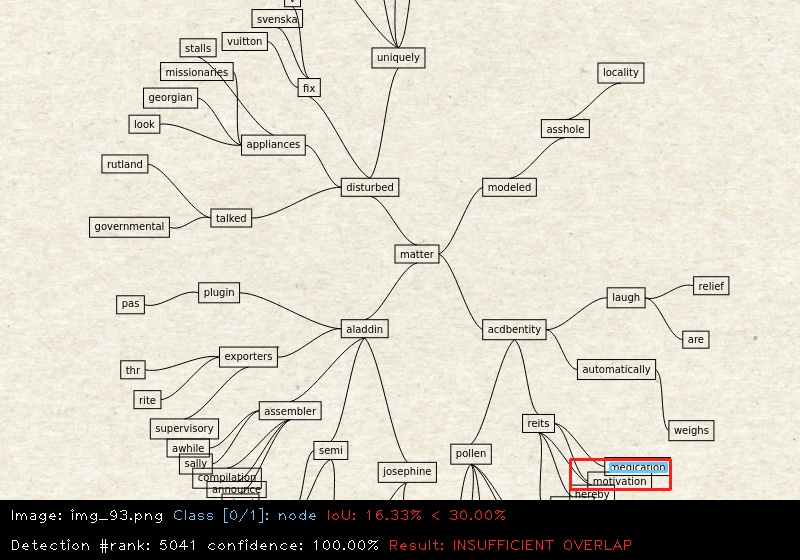 svenska
vuitton
stalls
uniquely
missionaries
locality
fix
georgian
look
asshole
appliances
rutland
disturbed
modeled
talked
governmental
matter
relief
plugin
laugh
pas
aladdin
acdbentity
are
exporters
thr
automatically
rite
assembler
supervisory
reits
weighs
awhile
semi
pollen
sally
medication
josephine
compilation
motivation
announce
hereby
Image: img_93.png Class [0/1]: node IoU: 16.33% < 30.00%
Detection #rank: 5041 confidence: 100.00% Result: INSUFFICIENT OVERLAP